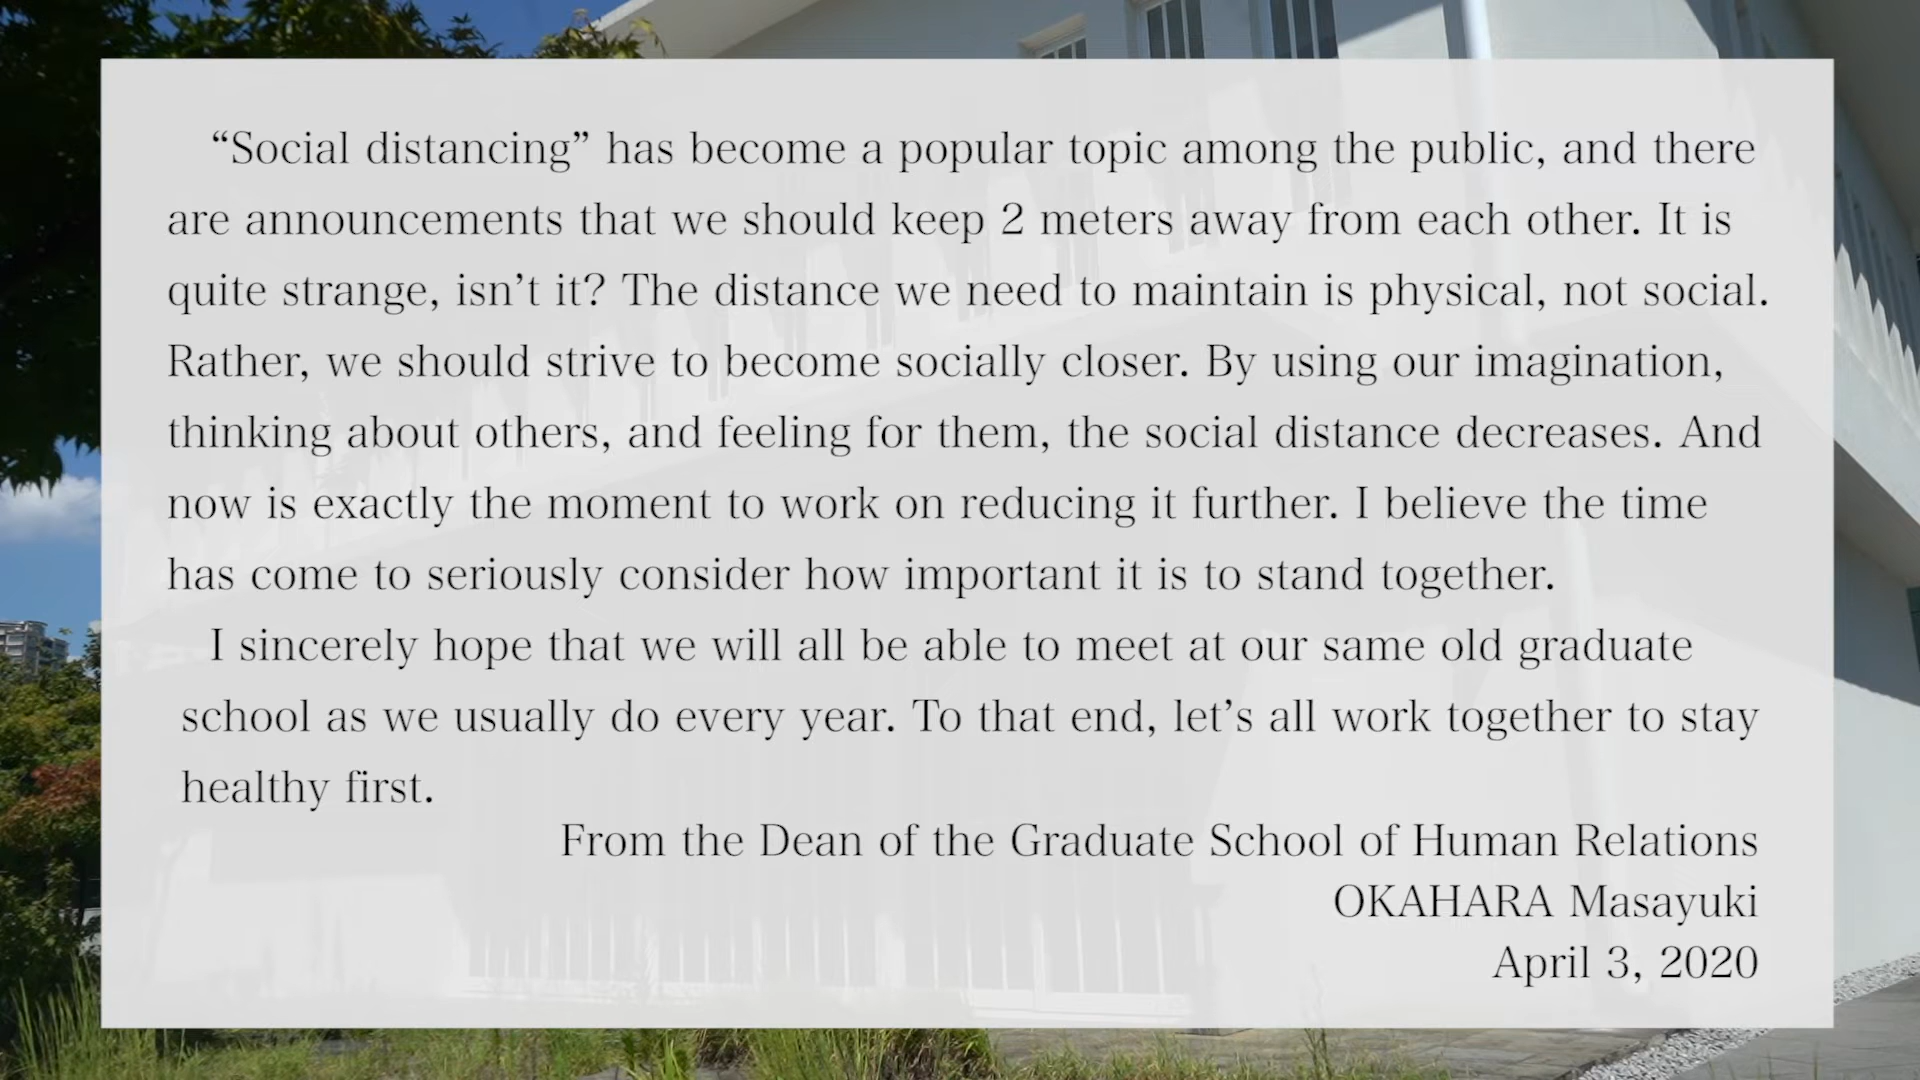 “Social distancing” has become a popular topic among the public, and there
are announcements that we should keep 2 meters away from each other. It is
quite strange, isn’t it? The distance we need to maintain is physical, not social.
Rather, we should strive to become socially closer. By using our imagination,
thinking about others, and feeling for them, the social distance decreases. And
now is exactly the moment to work on reducing it further. I believe the time
has come to seriously consider how important it is to stand together.
I sincerely hope that we will all be able to meet at our same old graduate
school as we usually do every year. To that end, let’s all work together to stay
healthy first.
From the Dean of the Graduate School of Human Relations
OKAHARA Masayuki
April 3, 2020